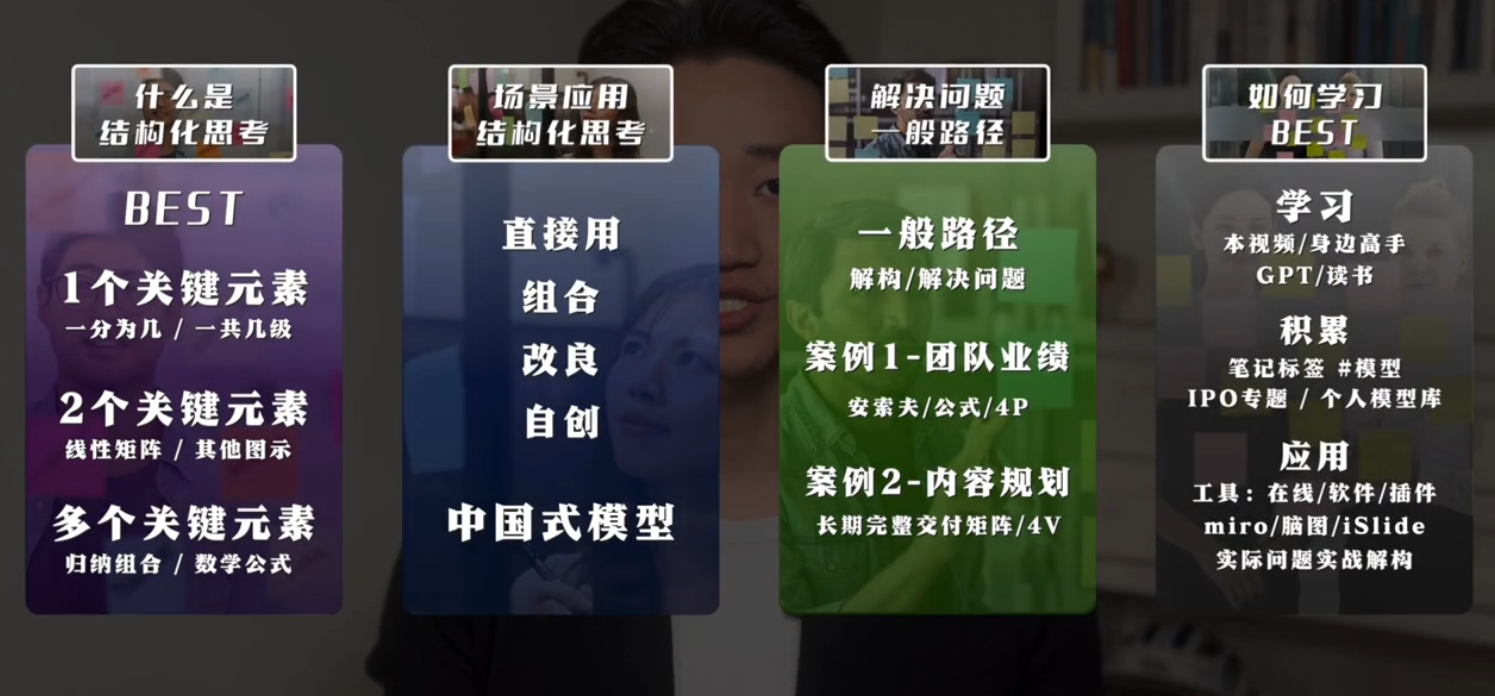 什么是
结构化思考
BEST
1个关键元素
一分为几 / 一共几级
2个关键元素
线性矩阵 / 其他图示
多个关键元素
归纳组合 / 数学公式
场景应用
结构化思考
直接用
组合
改良
自创
中国式模型
解决问题
一般路径
一般路径
解构/解决问题
案例1-团队业绩
安索夫/公式/4P
案例2-内容规划
长期完整交付矩阵/4V
如何学习
BEST
学习
本视频/身边高手
GPT/读书
积累
笔记标签 #模型
IPO专题 / 个人模型库
应用
工具：在线/软件/插件
miro/脑图/iSlide
实际问题实战解构